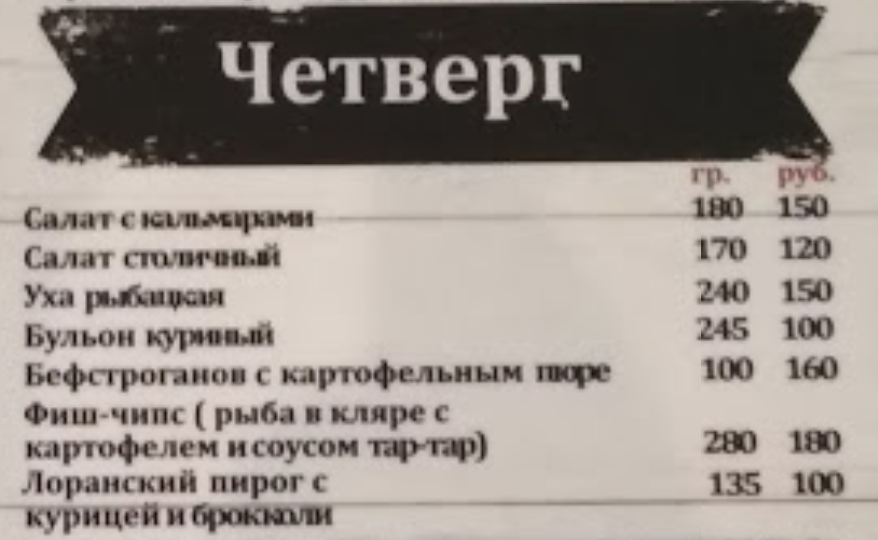 Четверг
гр. руб.
Салат с кальмарами 180 150
Салат столичный 170 120
Уха рыбацкая 240 150
Бульон куриный 245 100
Бефстроганов с картофельным пюре 100 160
Фиш-чипс ( рыба в кляре с
картофелем и соусом тар-тар) 280 180
Лоранский пирог с 135 100
курицей и брокколи